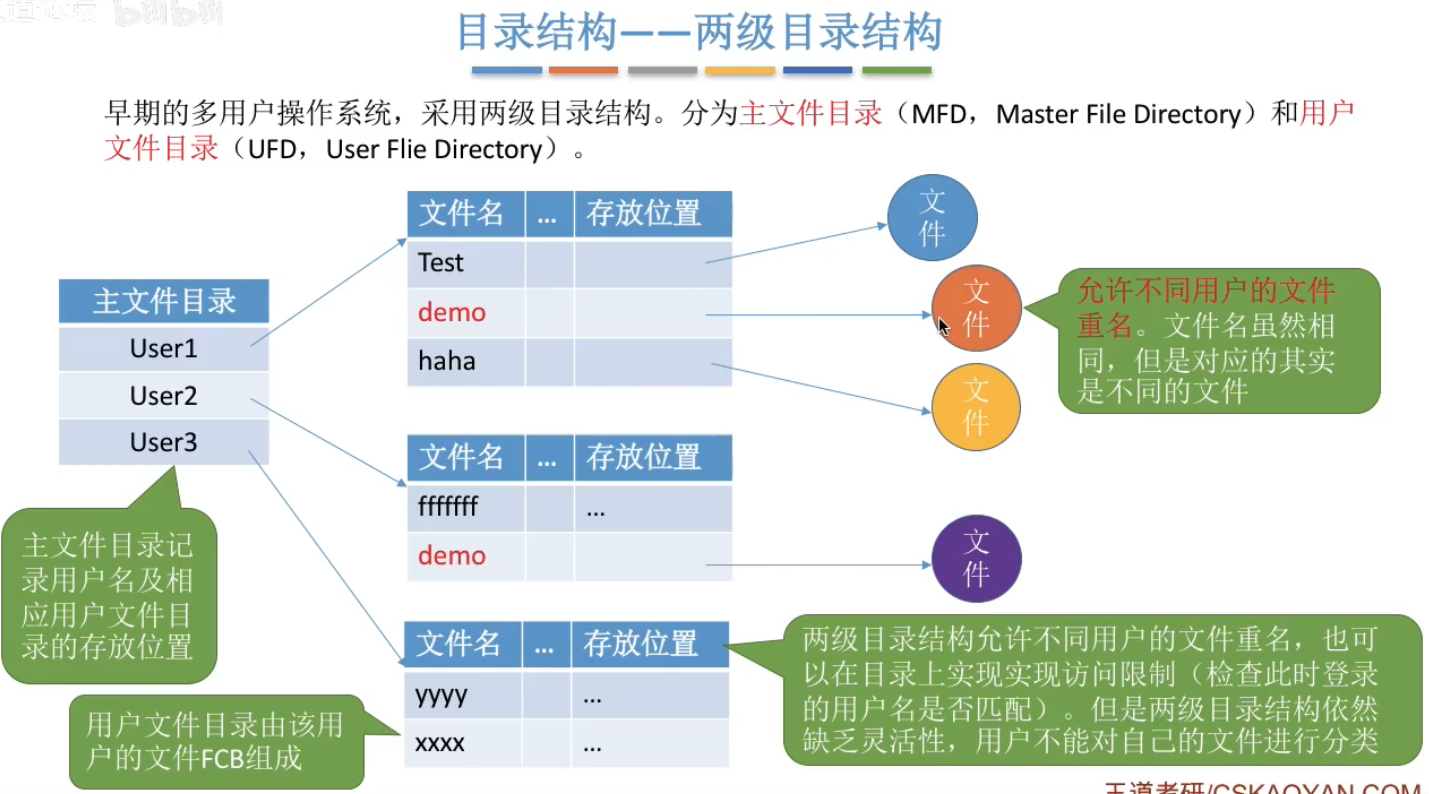 bilibili
目录结构——两级目录结构
早期的多用户操作系统，采用两级目录结构。分为主文件目录（MFD，Master File Directory）和用户
文件目录（UFD，User Flie Directory）。
文件名 ... 存放位置
Test
demo
haha
文
件
文
件
文
件
允许不同用户的文件
重名。文件名虽然相
同，但是对应的其实
是不同的文件
主文件目录
User1
User2
User3
文件名 ... 存放位置
fffffff ...
demo
文
件
主文件目录记
录用户名及相
应用户文件目
录的存放位置
文件名 ... 存放位置
yyyy ...
xxxx ...
两级目录结构允许不同用户的文件重名，也可
以在目录上实现实现访问限制（检查此时登录
的用户名是否匹配）。但是两级目录结构依然
缺乏灵活性，用户不能对自己的文件进行分类
用户文件目录由该用
户的文件FCB组成
王道考研/CSKAOYAN.COM